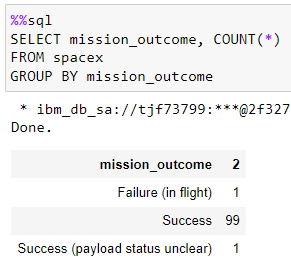 %%sql
SELECT mission_outcome, COUNT(*)
FROM spacex
GROUP BY mission_outcome
* ibm_db_sa://tjf73799:***@2f327
Done.
mission_outcome 2
Failure (in flight) 1
Success 99
Success (payload status unclear) 1